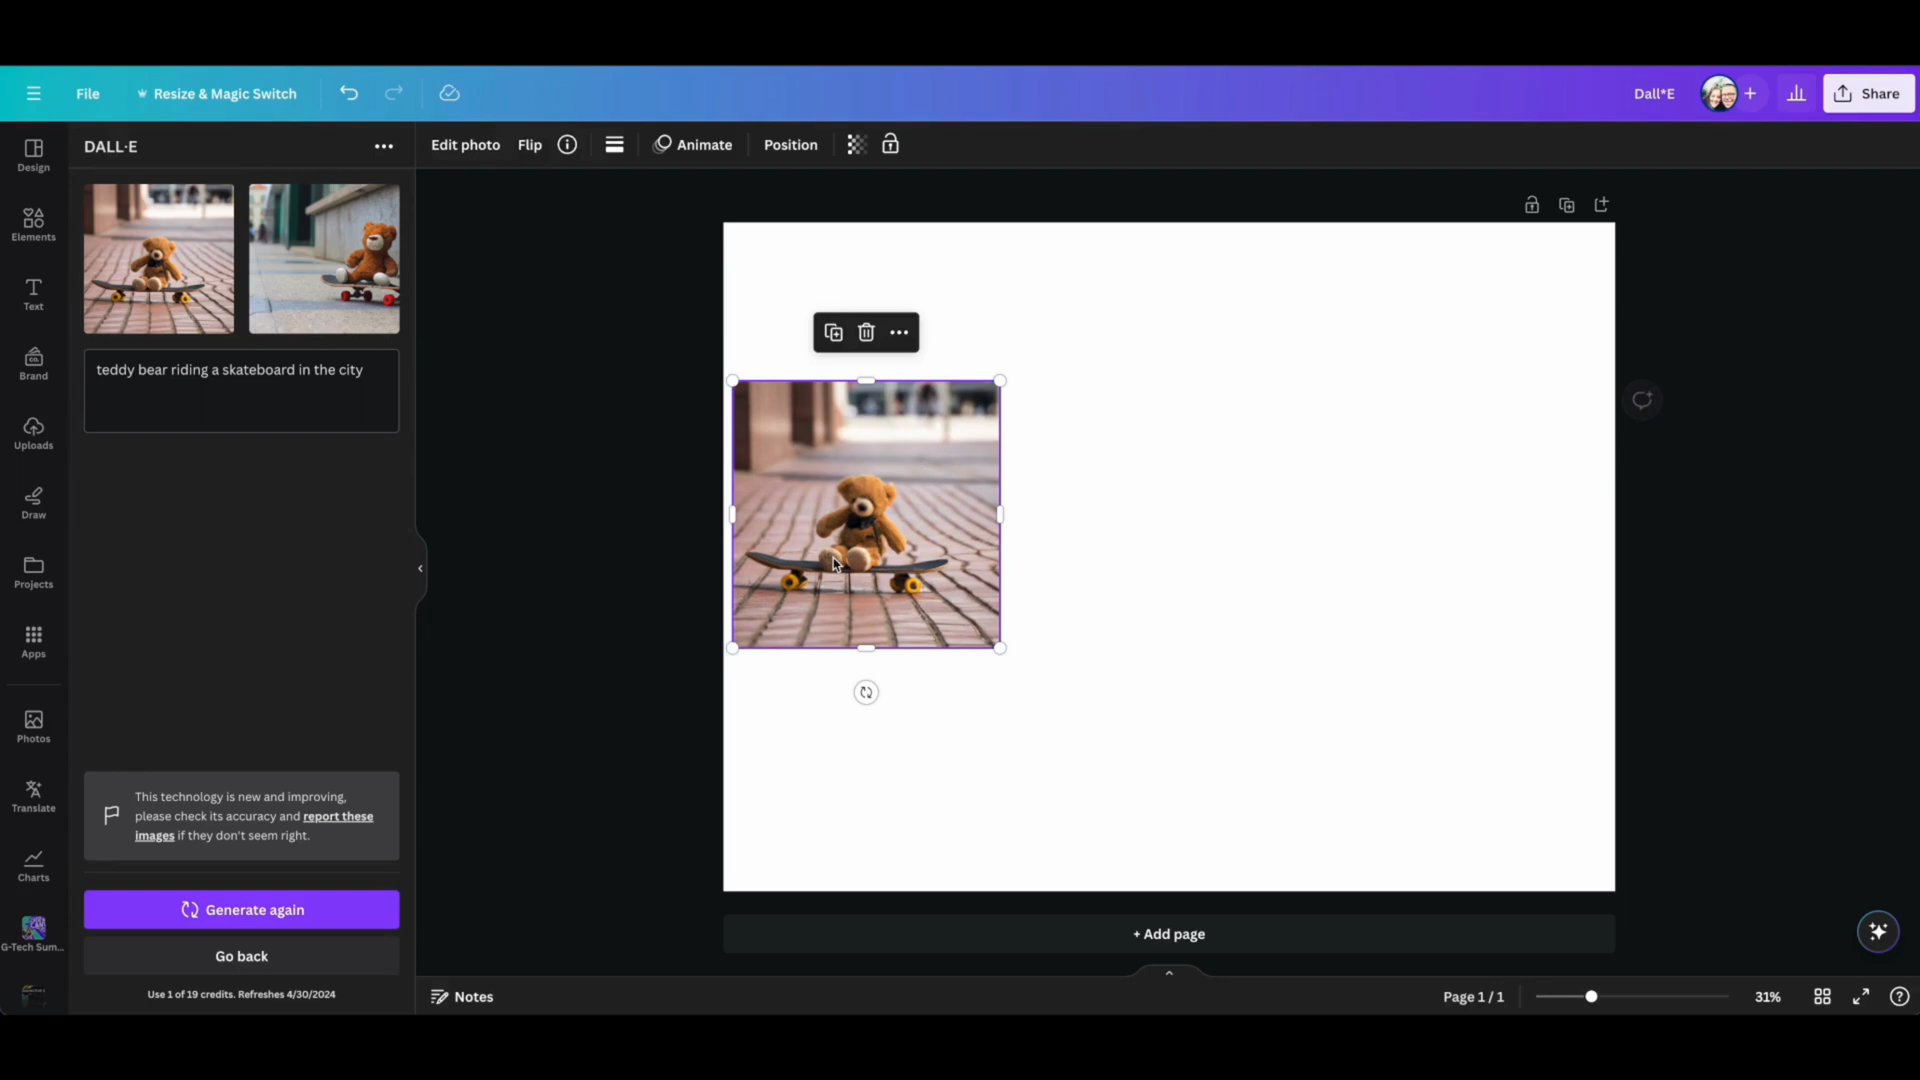 File
Resize & Magic Switch
Dall*E
Share
Design
Elements
Text
Brand
Uploads
Draw
Projects
Apps
Photos
Translate
Charts
G-Tech Sum...
DALL·E
teddy bear riding a skateboard in the city
This technology is new and improving,
please check its accuracy and report these
images if they don't seem right.
Generate again
Go back
Use 1 of 19 credits. Refreshes 4/30/2024
Edit photo
Flip
Animate
Position
+ Add page
Notes
Page 1 / 1
31%